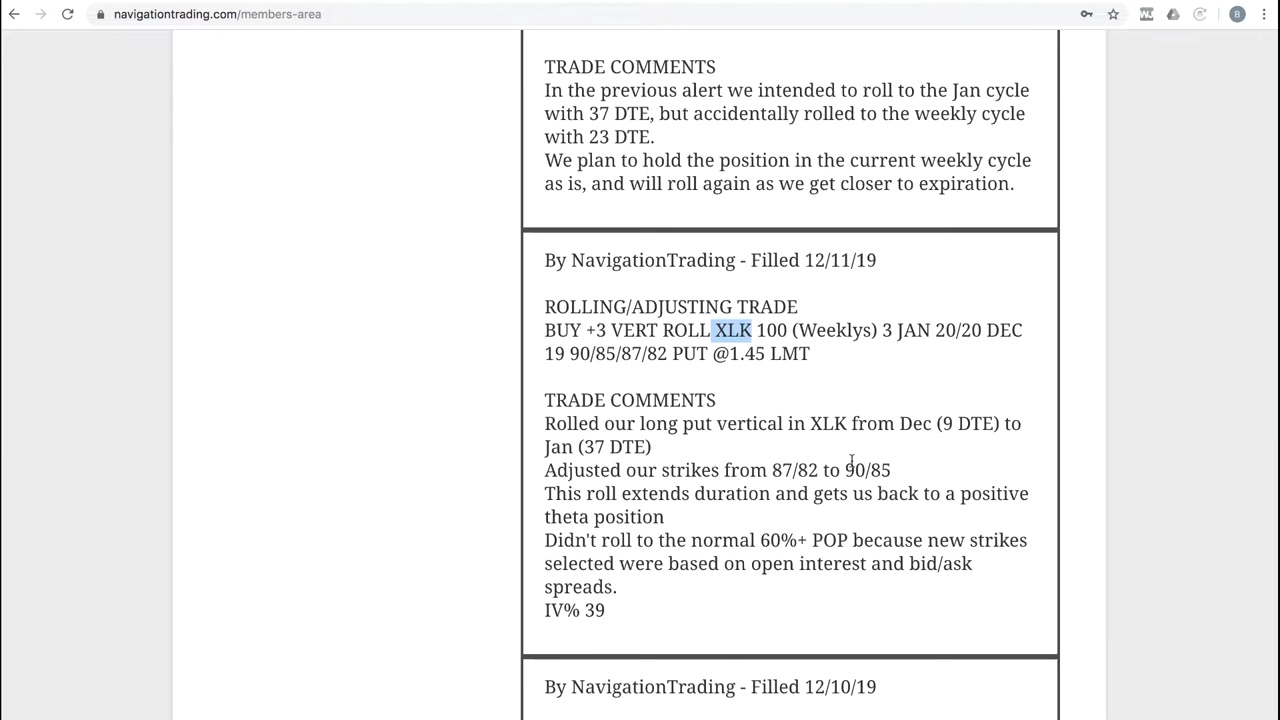 navigationtrading.com/members-area
B
TRADE COMMENTS
In the previous alert we intended to roll to the Jan cycle
with 37 DTE, but accidentally rolled to the weekly cycle
with 23 DTE.
We plan to hold the position in the current weekly cycle
as is, and will roll again as we get closer to expiration.
By NavigationTrading - Filled 12/11/19
ROLLING/ADJUSTING TRADE
BUY +3 VERT ROLL XLK 100 (Weeklys) 3 JAN 20/20 DEC
19 90/85/87/82 PUT @1.45 LMT
TRADE COMMENTS
Rolled our long put vertical in XLK from Dec (9 DTE) to
Jan (37 DTE)
Adjusted our strikes from 87/82 to 90/85
This roll extends duration and gets us back to a positive
theta position
Didn't roll to the normal 60%+ POP because new strikes
selected were based on open interest and bid/ask
spreads.
IV% 39
By NavigationTrading - Filled 12/10/19